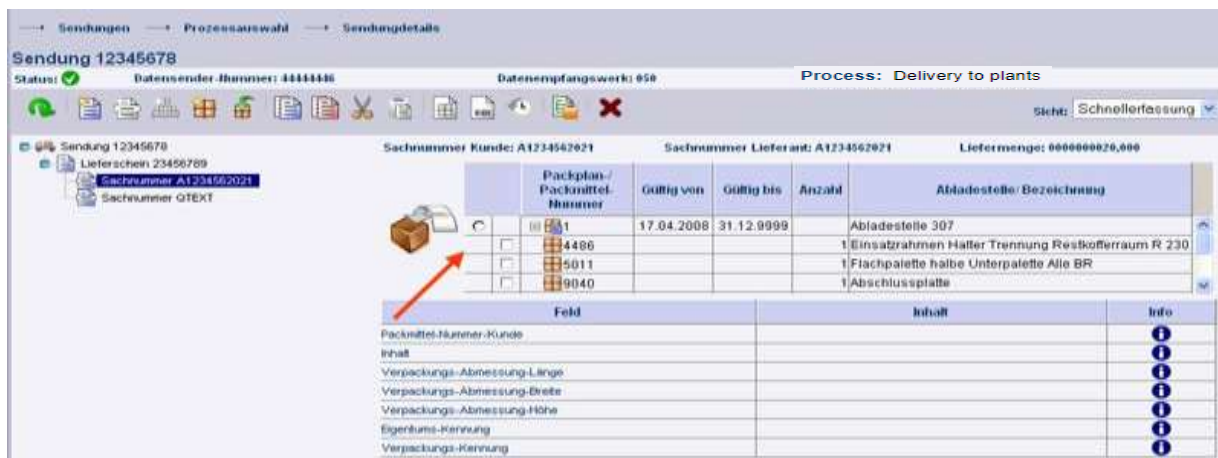 Sendungen Prozessauswahl Sendungdetails
Sendung 12345678
Status: Datensender-Nummer: 44444446 Datenempfangswerk: 050 Process: Delivery to plants
Sicht: Schnellerfassung
Sendung 12345678
Lieferschein 23456789
Sachnummer A1234562021
Sachnummer QTEXT
Sachnummer Kunde: A1234562021 Sachnummer Lieferant: A1234562021 Liefermenge: 0000000020,000
Packplan-/ Packmittel-Nummer Gültig von Gültig bis Anzahl Abladestelle/Bezeichnung
1 17.04.2008 31.12.9999 Abladestelle 307
4486 1 Einsatzrahmen Halter Trennung Restkofferraum R 230
5011 1 Flachpalette halbe Unterpalette Alle BR
9040 1 Abschlussplatte
Feld Inhalt Info
Packmittel-Nummer-Kunde
Inhalt
Verpackungs-Abmessung-Länge
Verpackungs-Abmessung-Breite
Verpackungs-Abmessung-Höhe
Eigentums-Kennung
Verpackungs-Kennung